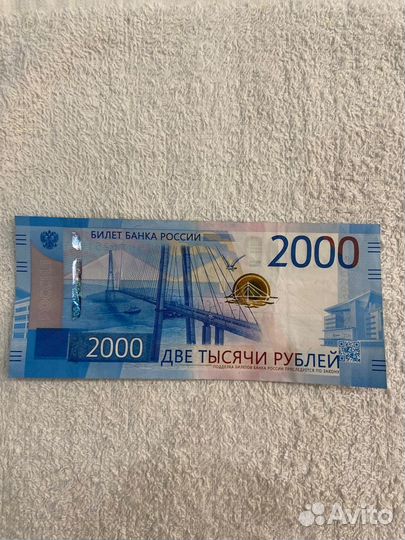 БИЛЕТ БАНКА РОССИИ
2000
2000
ДВЕ ТЫСЯЧИ РУБЛЕЙ
ПОДДЕЛКА БИЛЕТОВ БАНКА РОССИИ ПРЕСЛЕДУЕТСЯ ПО ЗАКОНУ
Avito